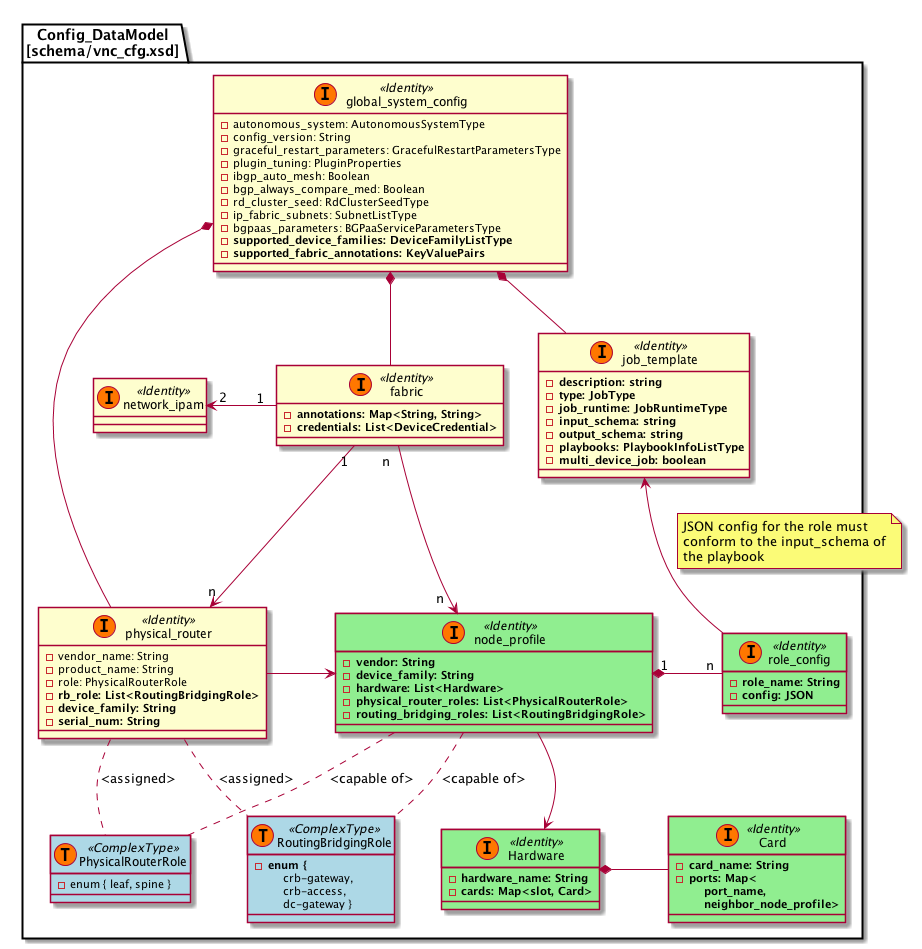 Config_DataModel
[schema/vnc_cfg.xsd]
I
«Identity»
global_system_config
autonomous_system: AutonomousSystemType
config_version: String
graceful_restart_parameters: GracefulRestartParametersType
plugin_tuning: PluginProperties
ibgp_auto_mesh: Boolean
bgp_always_compare_med: Boolean
rd_cluster_seed: RdClusterSeedType
ip_fabric_subnets: SubnetListType
bgpaas_parameters: BGPaaServiceParametersType
supported_device_families: DeviceFamilyListType
supported_fabric_annotations: KeyValuePairs
I
«Identity»
network_ipam
2
1
I
«Identity»
fabric
annotations: Map<String, String>
credentials: List<DeviceCredential>
I
«Identity»
job_template
description: string
type: JobType
job_runtime: JobRuntimeType
input_schema: string
output_schema: string
playbooks: PlaybookInfoListType
multi_device_job: boolean
1
n
n
n
JSON config for the role must
conform to the input_schema of
the playbook
I
«Identity»
physical_router
vendor_name: String
product_name: String
role: PhysicalRouterRole
rb_role: List<RoutingBridgingRole>
device_family: String
serial_num: String
I
«Identity»
node_profile
vendor: String
device_family: String
hardware: List<Hardware>
physical_router_roles: List<PhysicalRouterRole>
routing_bridging_roles: List<RoutingBridgingRole>
1
n
I
«Identity»
role_config
role_name: String
config: JSON
<assigned>
<assigned>
<capable of>
<capable of>
T
«ComplexType»
PhysicalRouterRole
enum { leaf, spine }
T
«ComplexType»
RoutingBridgingRole
enum {
crb-gateway,
crb-access,
dc-gateway }
I
«Identity»
Hardware
hardware_name: String
cards: Map<slot, Card>
I
«Identity»
Card
card_name: String
ports: Map<
port_name,
neighbor_node_profile>